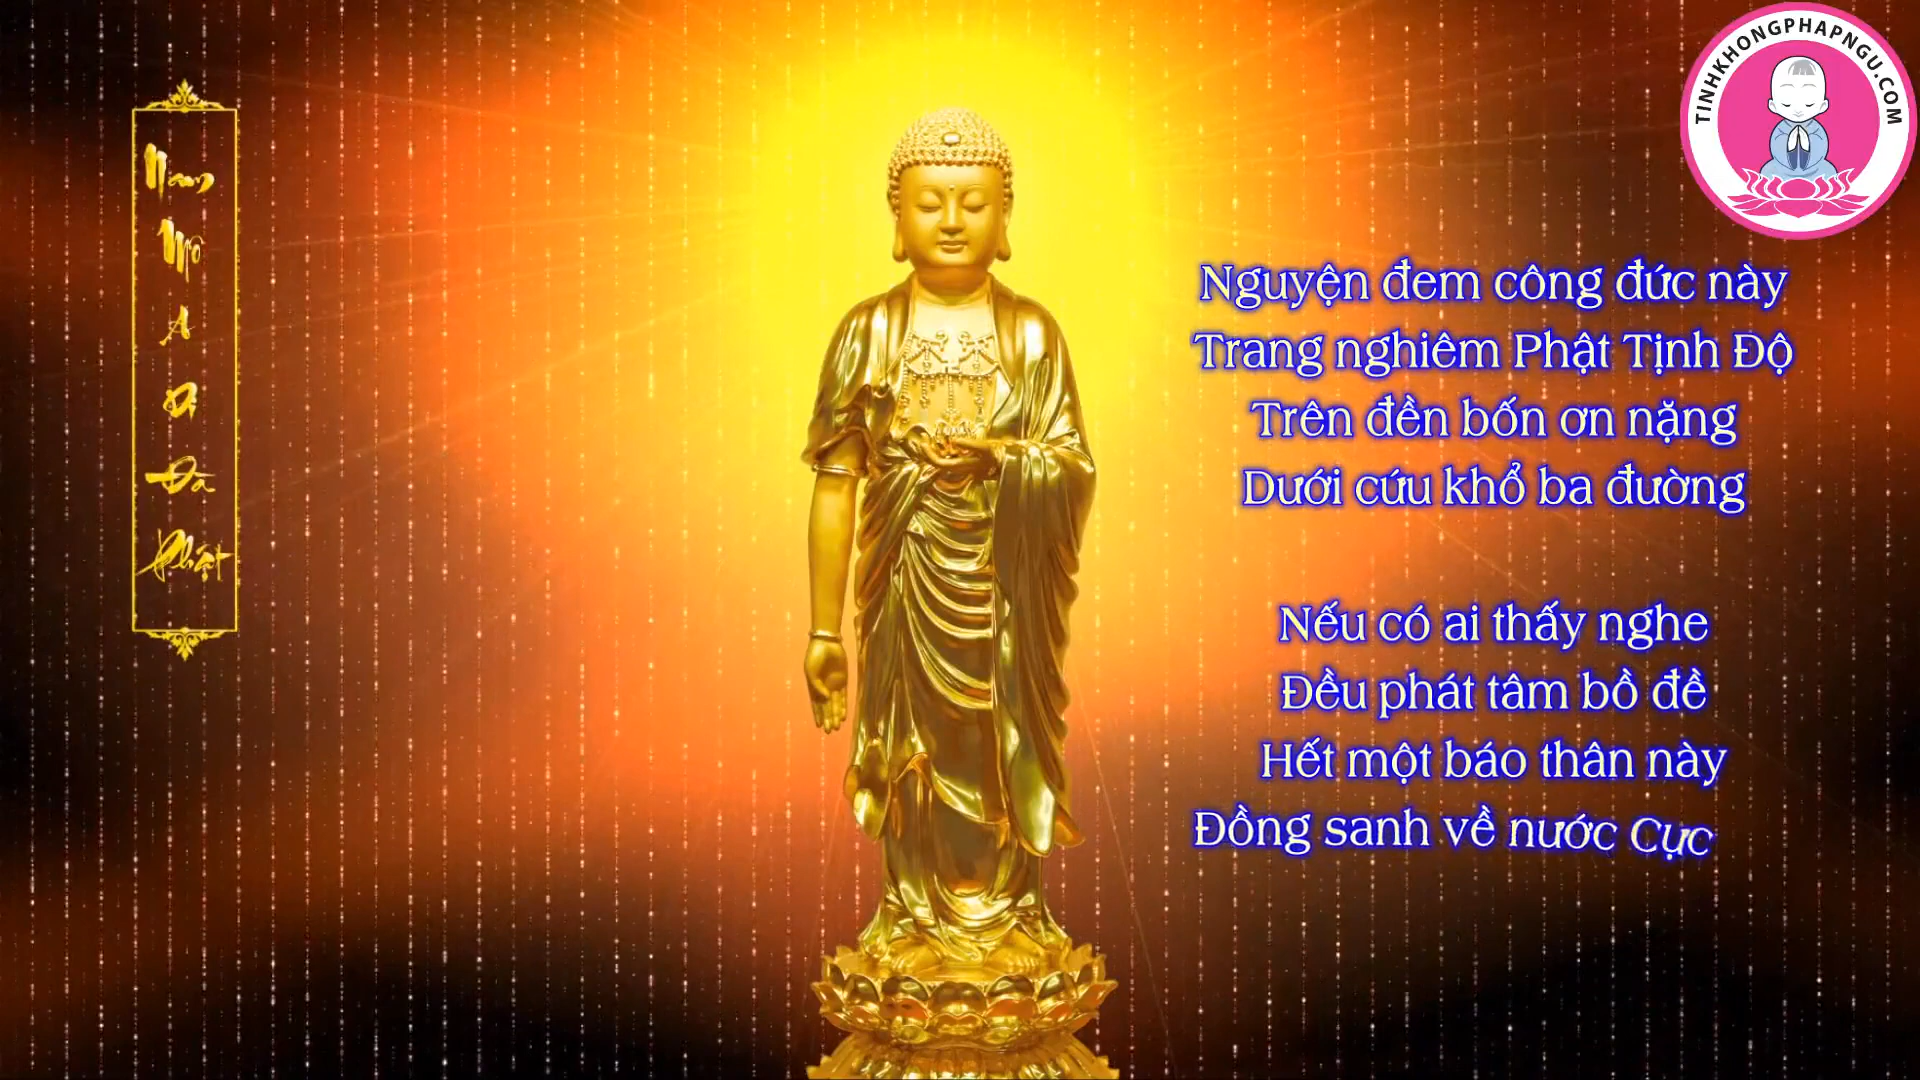 Nam
Mô
A
Di
Đà
Phật
TINHKHONGPHAPNGU.COM
Nguyện đem công đức này
Trang nghiêm Phật Tịnh Độ
Trên đền bốn ơn nặng
Dưới cứu khổ ba đường
Nếu có ai thấy nghe
Đều phát tâm bồ đề
Hết một báo thân này
Đồng sanh về nước Cực